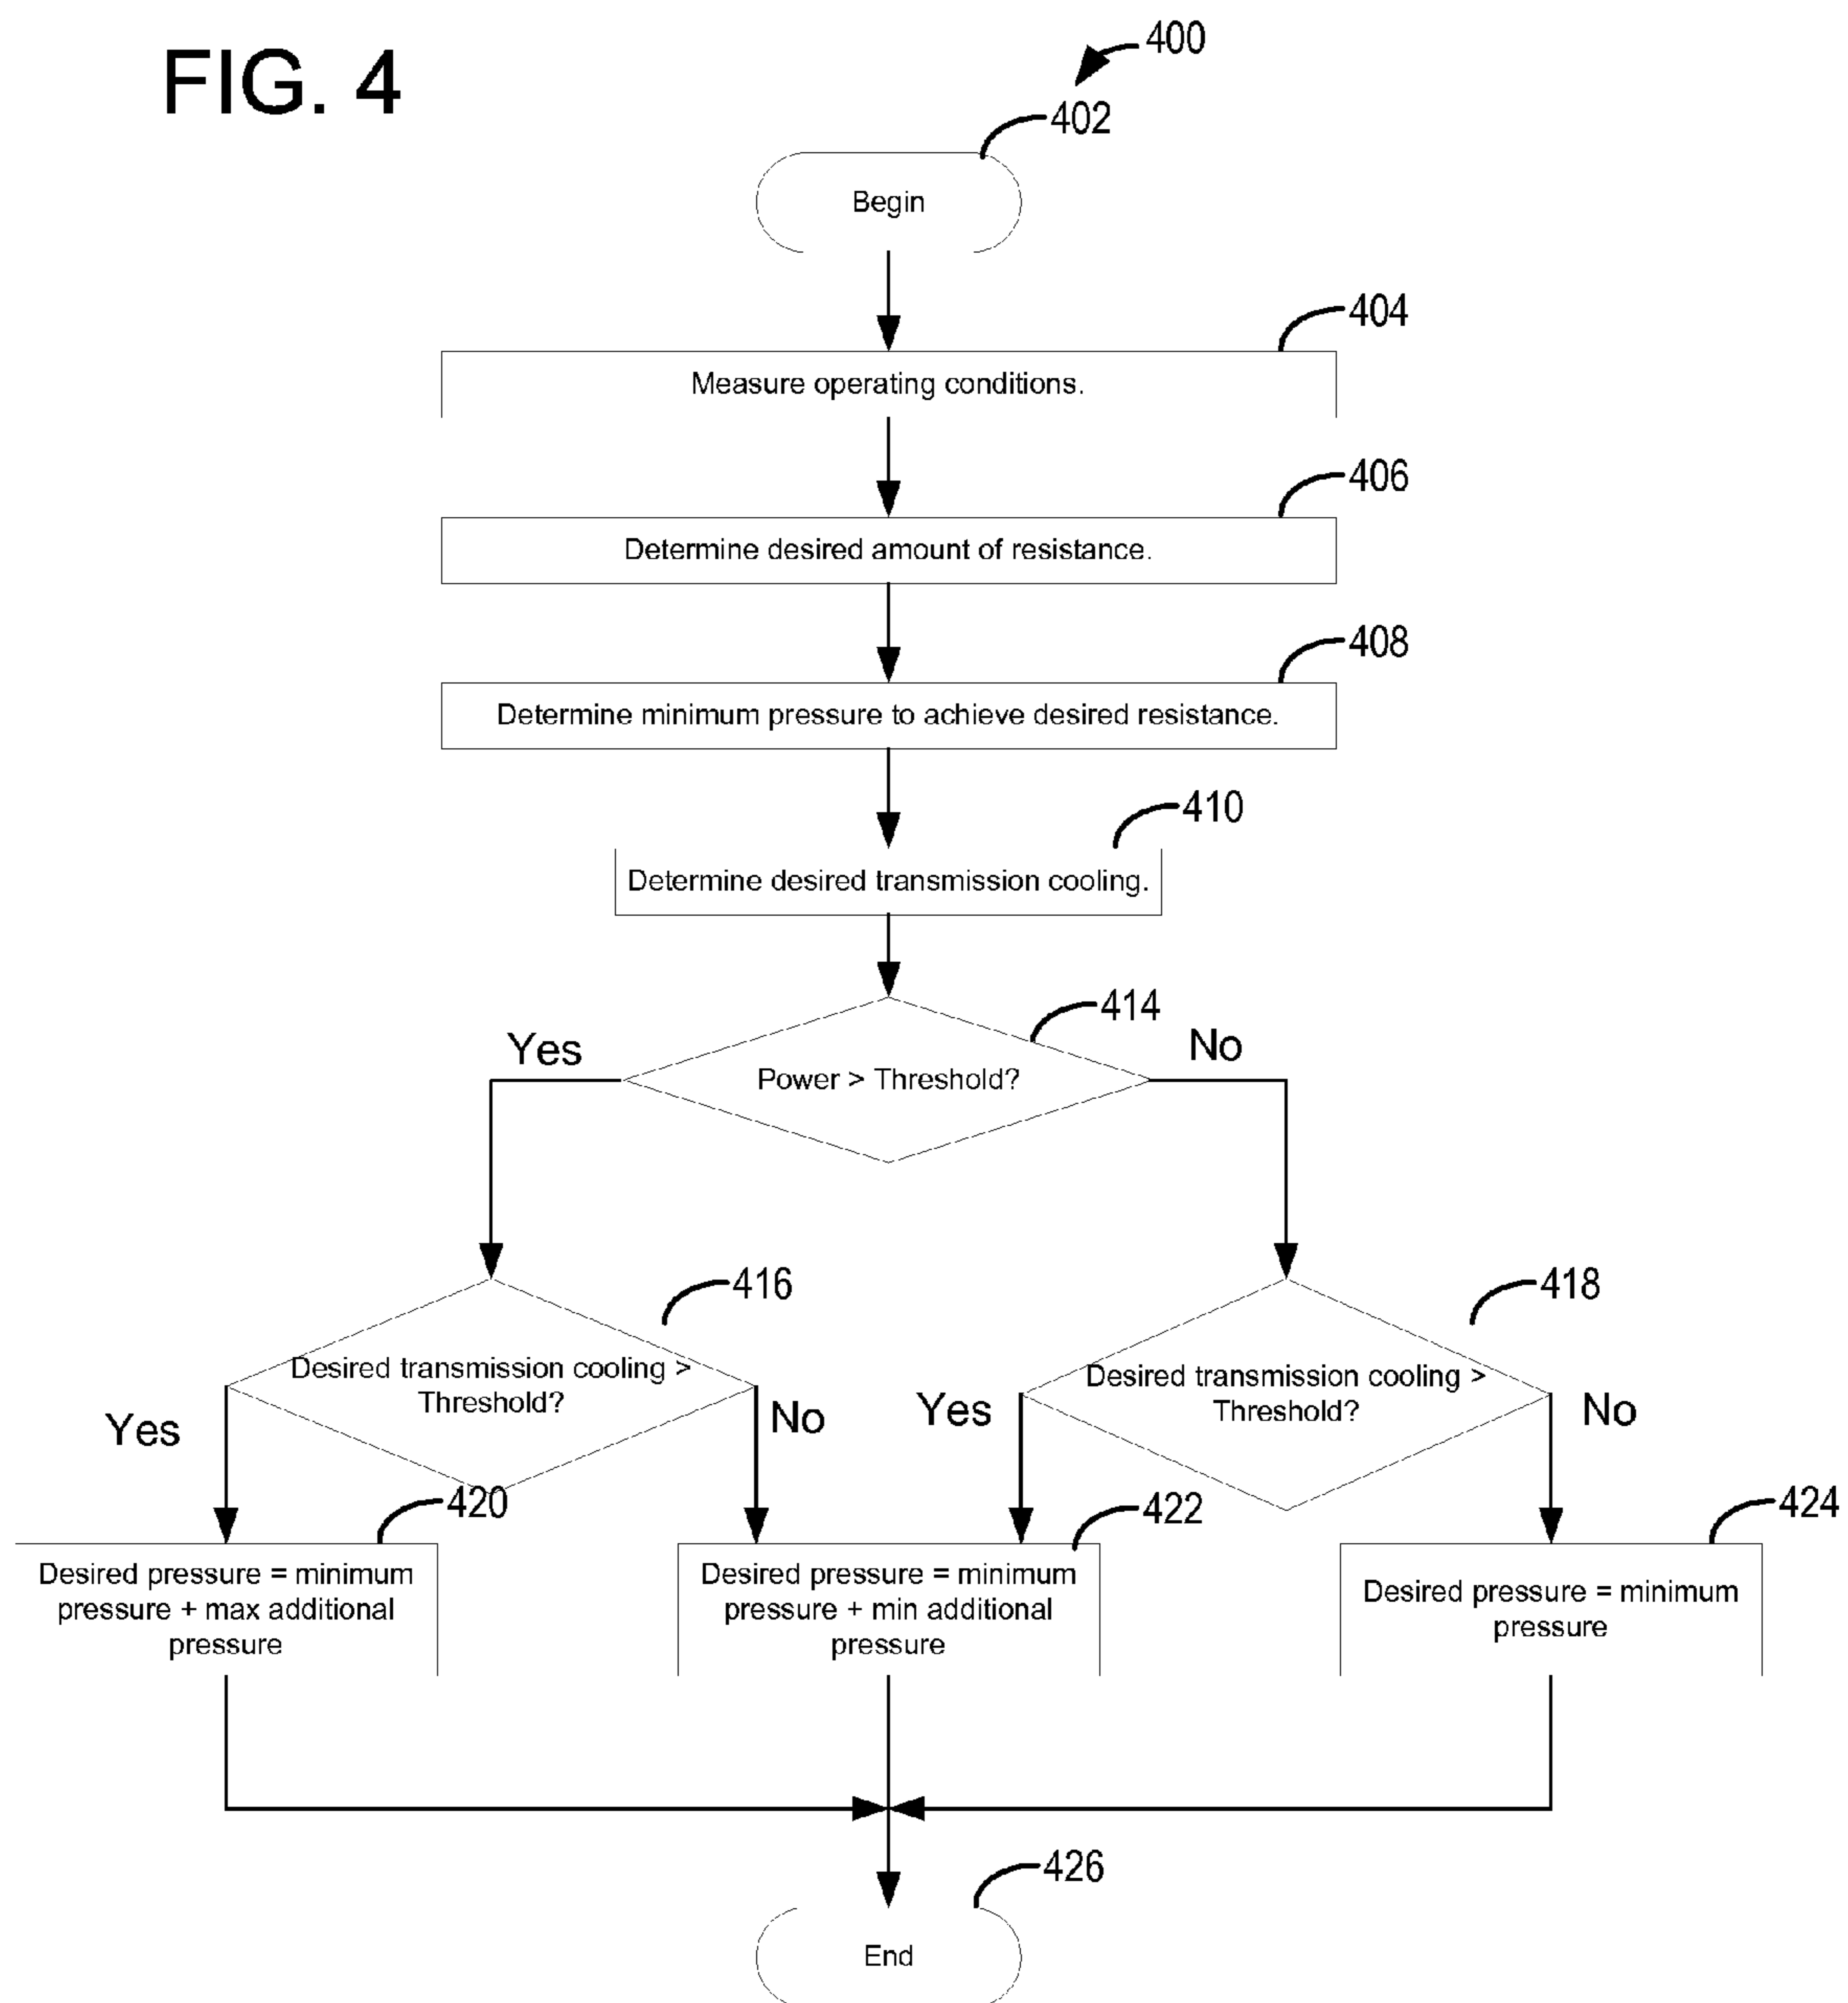 FIG. 4
400
402
Begin
404
Measure operating conditions.
406
Determine desired amount of resistance.
408
Determine minimum pressure to achieve desired resistance.
410
Determine desired transmission cooling.
414
Yes
No
Power > Threshold?
416
418
Desired transmission cooling >
Threshold?
Desired transmission cooling >
Threshold?
Yes
No
Yes
No
420
422
424
Desired pressure = minimum
pressure + max additional
pressure
Desired pressure = minimum
pressure + min additional
pressure
Desired pressure = minimum
pressure
426
End